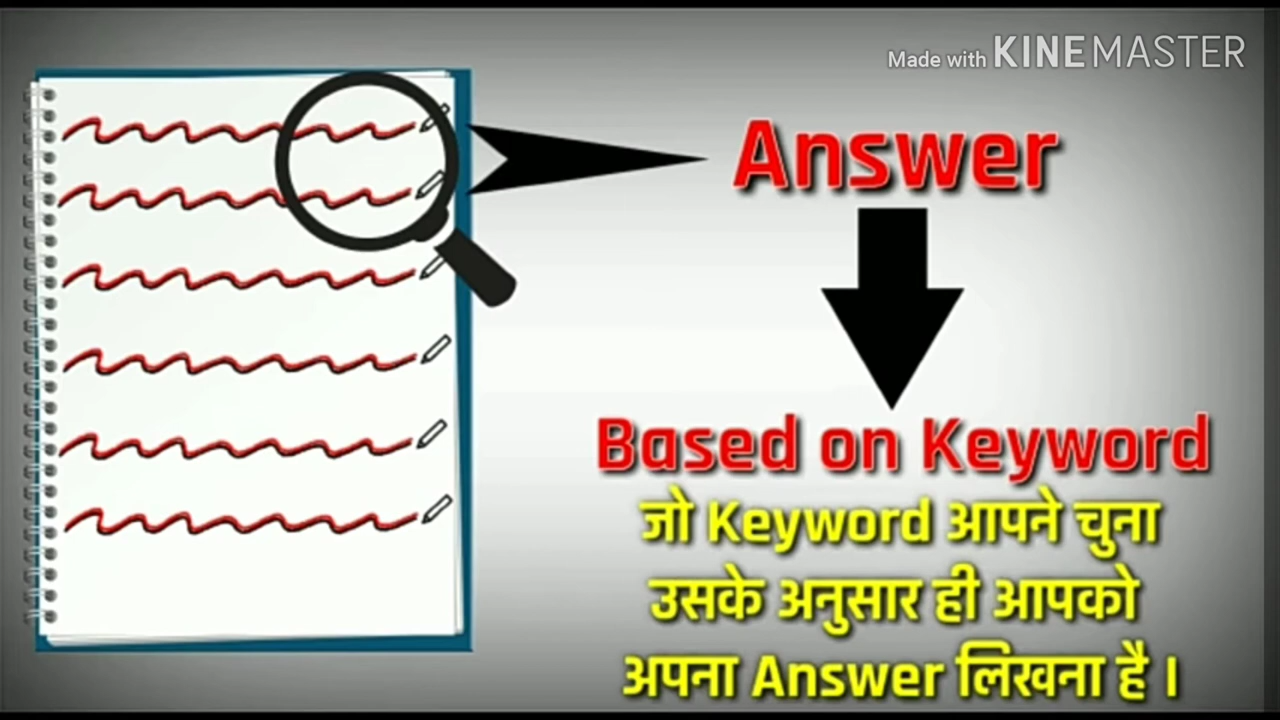 Made with KINEMASTER
Answer
Based on Keyword
जो Keyword आपने चुना
उसके अनुसार ही आपको
अपना Answer लिखना है ।